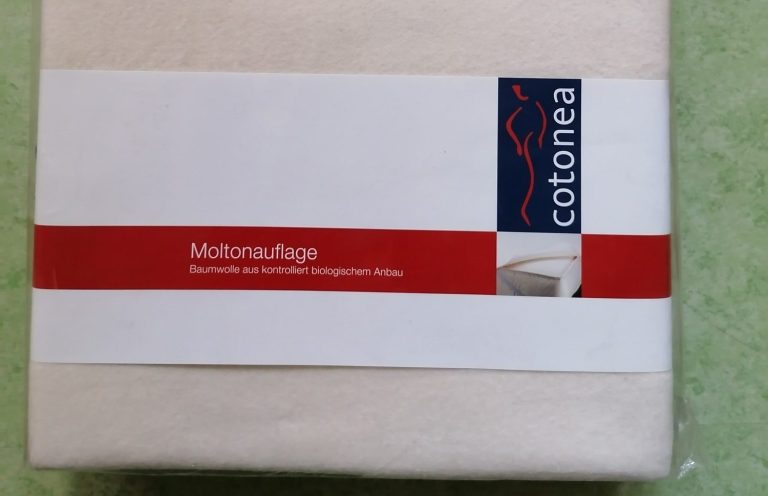 cotonea
Moltonauflage
Baumwolle aus kontrolliert biologischem Anbau